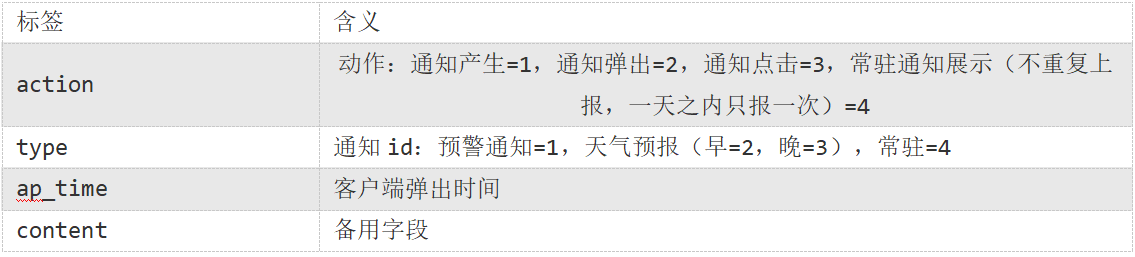 标签 含义
action 动作：通知产生=1，通知弹出=2，通知点击=3，常驻通知展示（不重复上
报，一天之内只报一次）=4
type 通知id：预警通知=1，天气预报（早=2，晚=3），常驻=4
ap_time 客户端弹出时间
content 备用字段